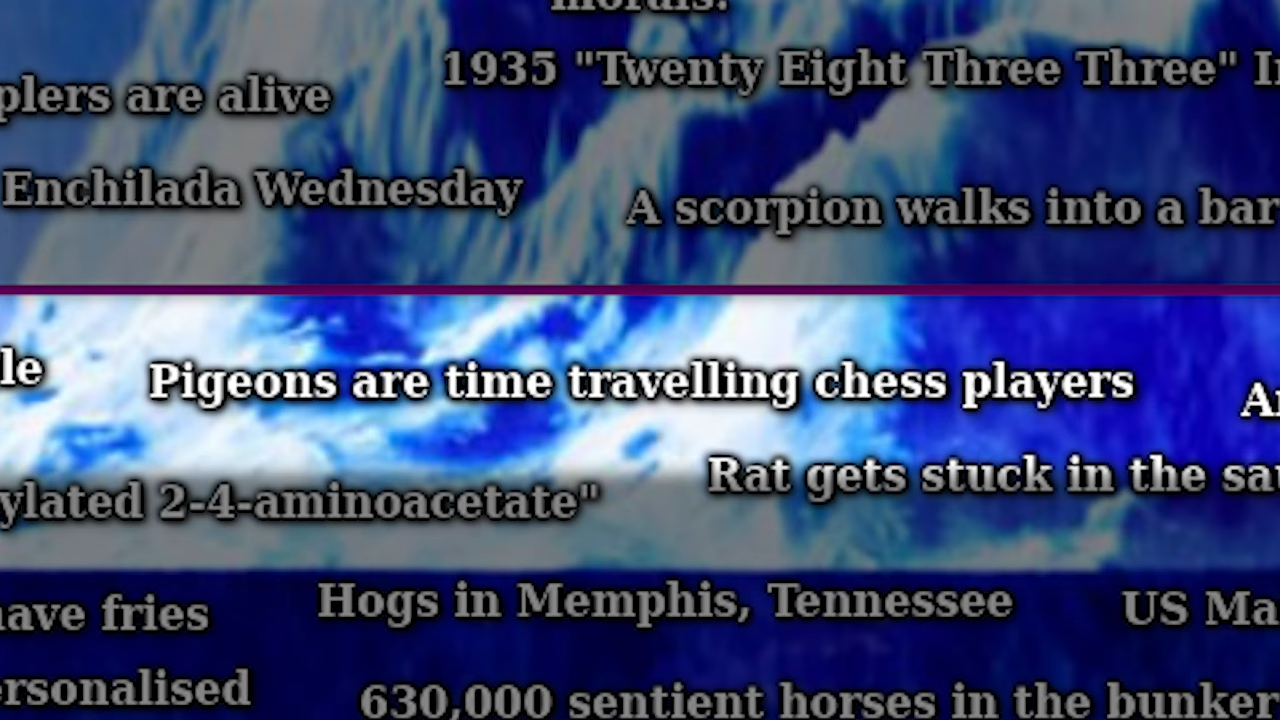 morals.
1935 "Twenty Eight Three Three"
plers are alive
Enchilada Wednesday
A scorpion walks into a bar
le
Pigeons are time travelling chess players
Rat gets stuck in the
ylated 2-4-aminoacetate"
Hogs in Memphis, Tennessee
have fries
US Ma
ersonalised
630,000 sentient horses in the bunker